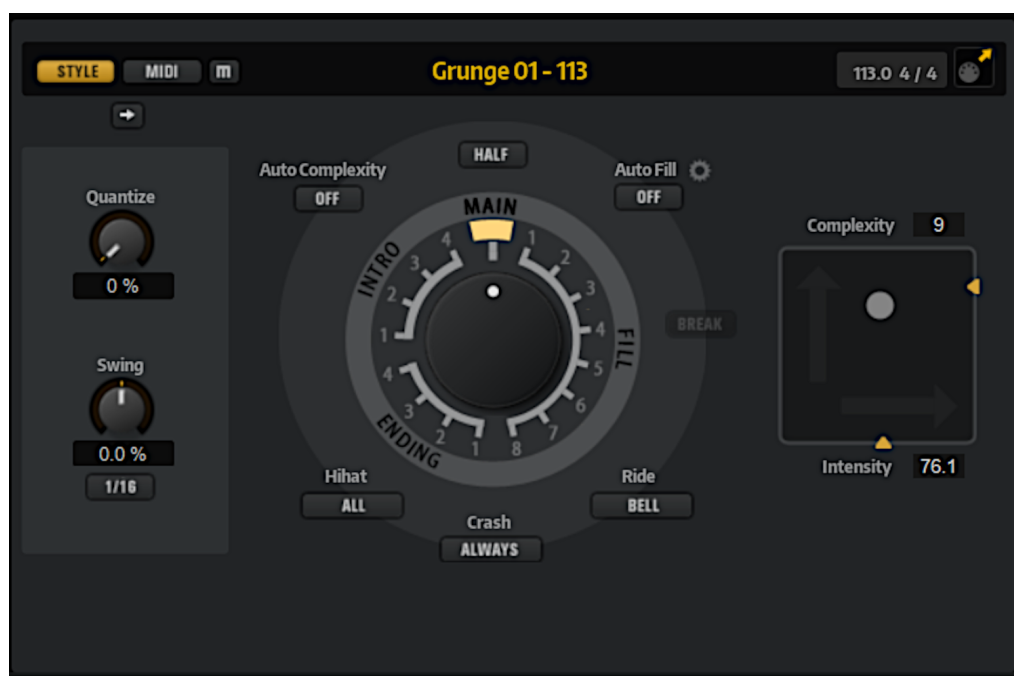 STYLE MIDI m Grunge 01 - 113 113.0 4 / 4
HALF
Auto Complexity Auto Fill
OFF OFF
Quantize
0 %
Swing
0.0 %
1/16
MAIN
INTRO
1 2 3 4
FILL
1 2 3 4 5 6 7 8
ENDING
1 2 3 4
BREAK
Hihat
ALL
Crash
ALWAYS
Ride
BELL
Complexity 9
Intensity 76.1